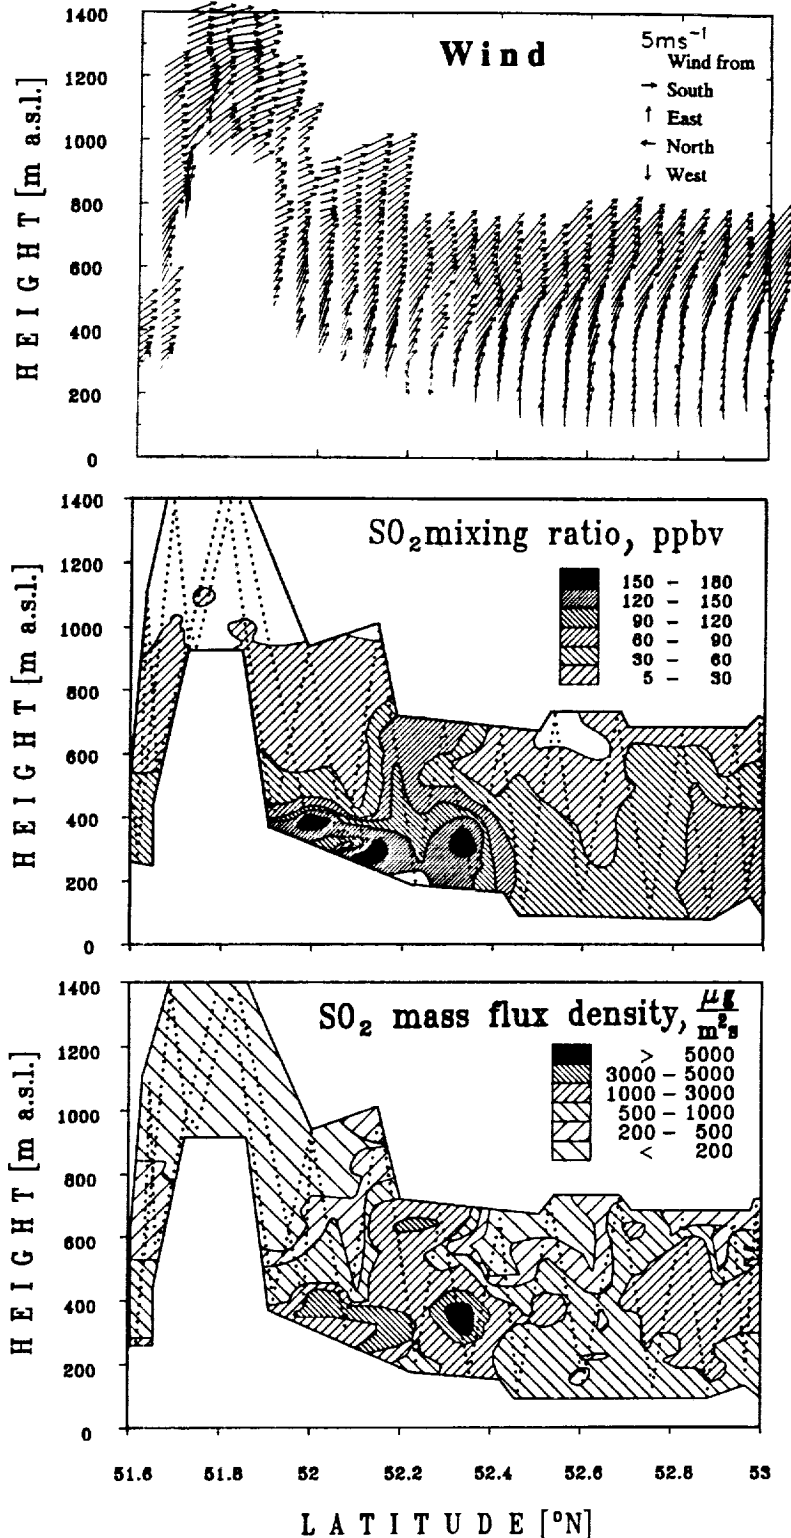 Wind
5ms⁻¹
Wind from
→ South
↑ East
← North
↓ West
HEIGHT [m a.s.l.]
1400
1200
1000
800
600
400
200
0
SO₂ mixing ratio, ppbv
150 – 180
120 – 150
90 – 120
60 – 90
30 – 60
5 – 30
HEIGHT [m a.s.l.]
1400
1200
1000
800
600
400
200
0
SO₂ mass flux density, μg/m²s
> 5000
3000 – 5000
1000 – 3000
500 – 1000
200 – 500
< 200
HEIGHT [m a.s.l.]
1400
1200
1000
800
600
400
200
0
51.6 51.8 52 52.2 52.4 52.6 52.8 53
LATITUDE [°N]